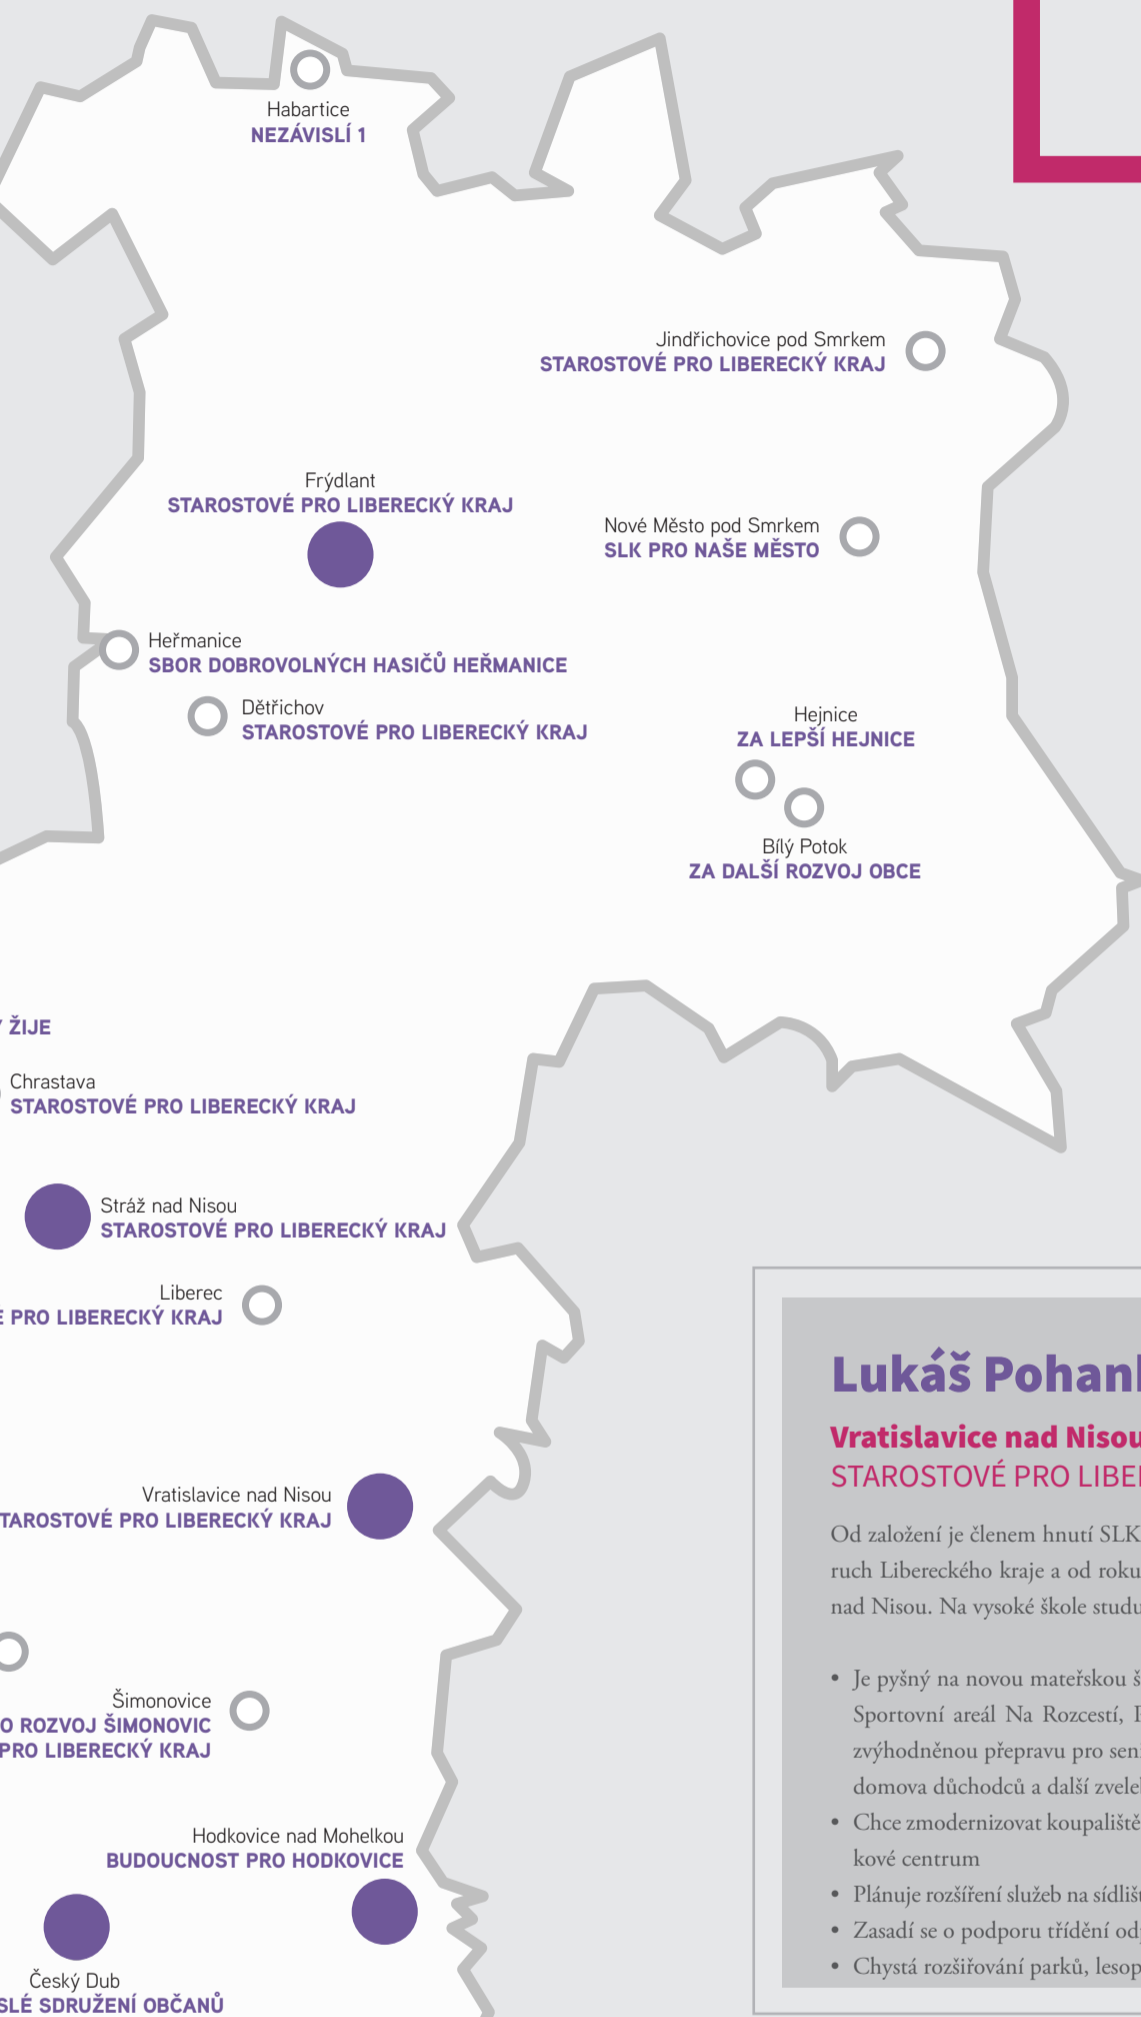 Habartice
NEZÁVISLÍ 1
Jindřichovice pod Smrkem
STAROSTOVÉ PRO LIBERECKÝ KRAJ
Frýdlant
STAROSTOVÉ PRO LIBERECKÝ KRAJ
Nové Město pod Smrkem
SLK PRO NAŠE MĚSTO
Heřmanice
SBOR DOBROVOLNÝCH HASIČŮ HEŘMANICE
Dětřichov
STAROSTOVÉ PRO LIBERECKÝ KRAJ
Hejnice
ZA LEPŠÍ HEJNICE
Bílý Potok
ZA DALŠÍ ROZVOJ OBCE
ŽIJE
Chrastava
STAROSTOVÉ PRO LIBERECKÝ KRAJ
Stráž nad Nisou
STAROSTOVÉ PRO LIBERECKÝ KRAJ
Liberec
PRO LIBERECKÝ KRAJ
Vratislavice nad Nisou
TAROSTOVÉ PRO LIBERECKÝ KRAJ
Šimonovice
O ROZVOJ ŠIMONOVIC
PRO LIBERECKÝ KRAJ
Hodkovice nad Mohelkou
BUDOUCNOST PRO HODKOVICE
Český Dub
SLÉ SDRUŽENÍ OBČANŮ
Lukáš Pohan
Vratislavice nad Nisou
STAROSTOVÉ PRO LIBE
Od založení je členem hnutí SLK
ruch Libereckého kraje a od roku
nad Nisou. Na vysoké škole studu
• Je pyšný na novou mateřskou š
Sportovní areál Na Rozcestí,
zvýhodněnou přepravu pro sen
domova důchodců a další zvele
• Chce zmodernizovat koupaliště
kové centrum
• Plánuje rozšíření služeb na sídliš
• Zasadí se o podporu třídění od
• Chystá rozšiřování parků, lesop